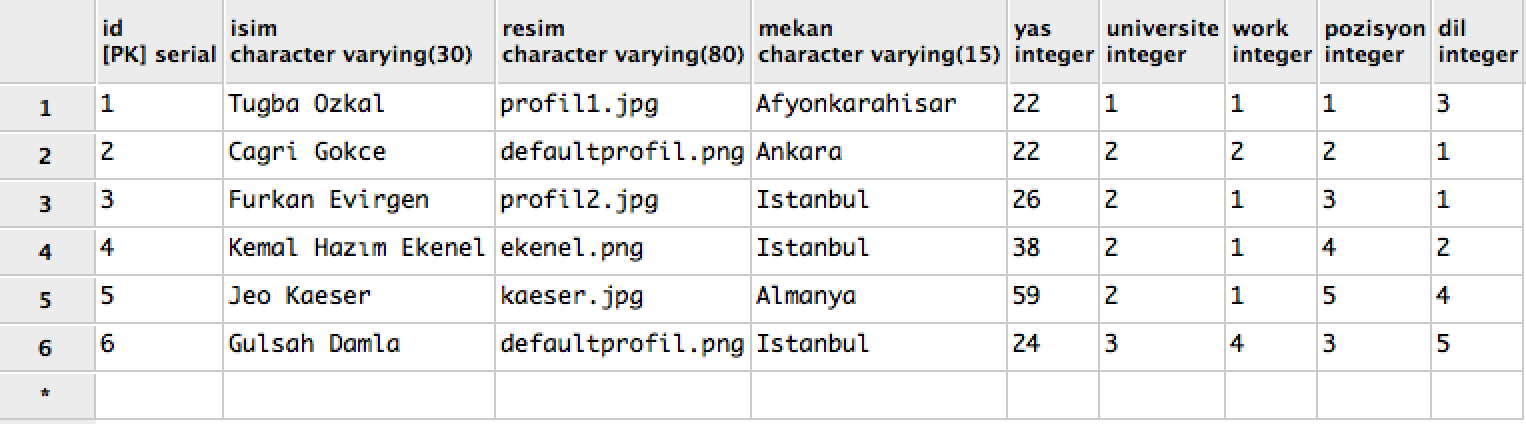 id isim resim mekan yas universite work pozisyon dil
[PK] serial character varying(30) character varying(80) character varying(15) integer integer integer integer integer
1 1 Tugba Ozkal profil1.jpg Afyonkarahisar 22 1 1 1 3
2 2 Cagri Gokce defaultprofil.png Ankara 22 2 2 2 1
3 3 Furkan Evirgen profil2.jpg Istanbul 26 2 1 3 1
4 4 Kemal Hazım Ekenel ekenel.png Istanbul 38 2 1 4 2
5 5 Jeo Kaeser kaeser.jpg Almanya 59 2 1 5 4
6 6 Gulsah Damla defaultprofil.png Istanbul 24 3 4 3 5
*